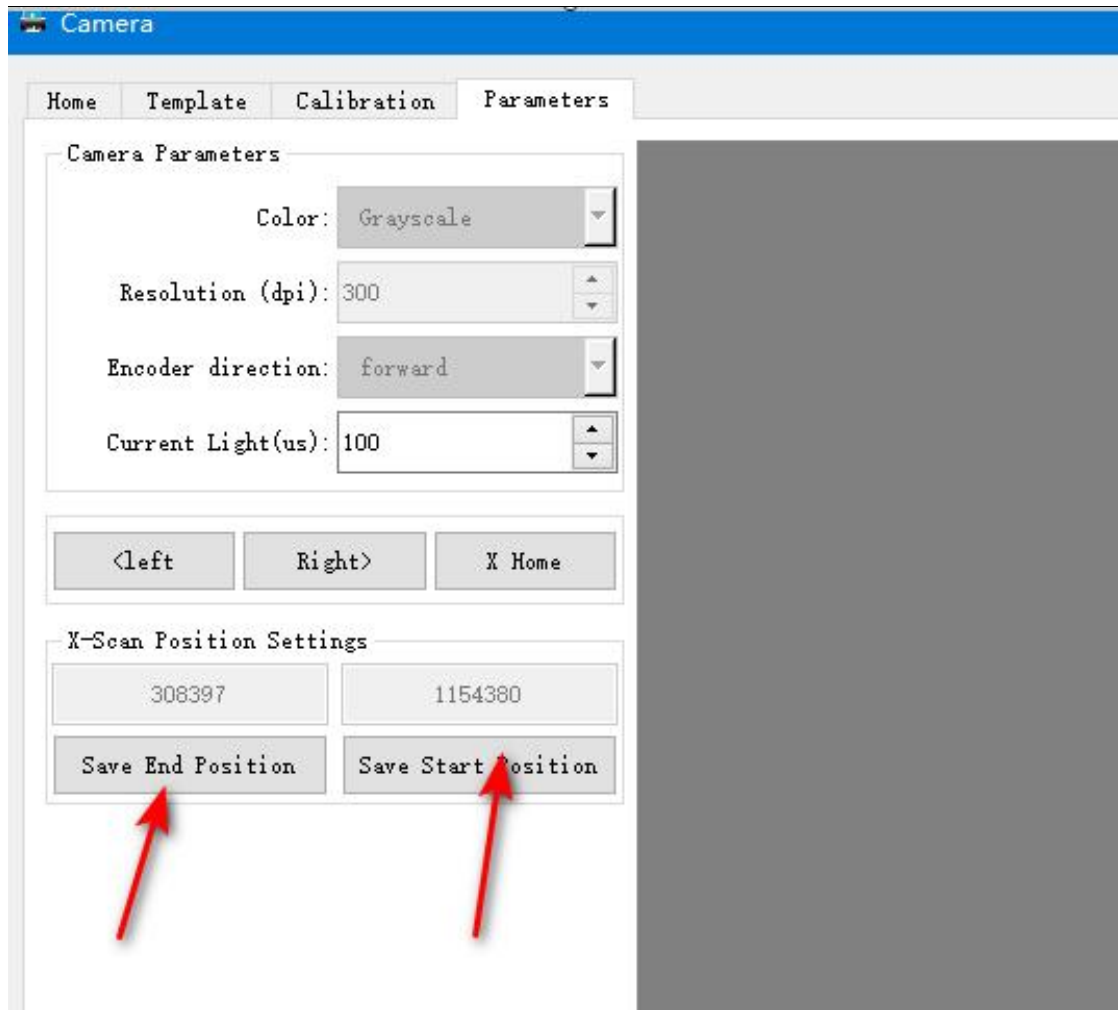 Camera
Home Template Calibration Parameters
Camera Parameters
Color: Grayscale
Resolution (dpi): 300
Encoder direction: forward
Current Light(us): 100
<left Right> X Home
X-Scan Position Settings
308397 1154380
Save End Position Save Start Position